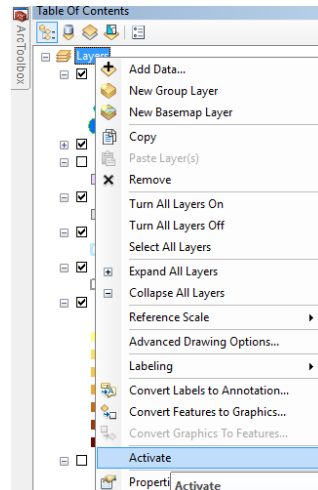 Table Of Contents
ArcToolbox
Layers
Add Data...
New Group Layer
New Basemap Layer
Copy
Paste Layer(s)
Remove
Turn All Layers On
Turn All Layers Off
Select All Layers
Expand All Layers
Collapse All Layers
Reference Scale
Advanced Drawing Options...
Labeling
Convert Labels to Annotation...
Convert Features to Graphics...
Convert Graphics To Features...
Activate
Properti
Activate